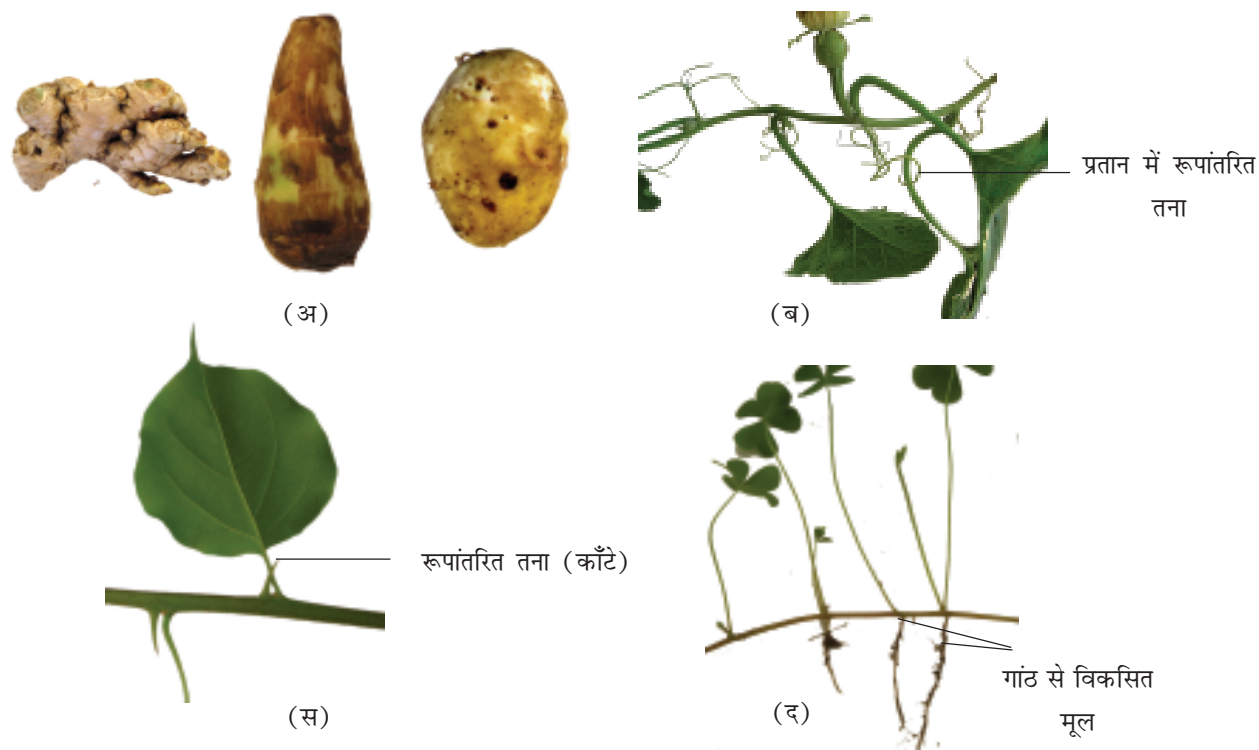 प्रतान में रूपांतरित
तना
(अ)
(ब)
रूपांतरित तना (काँटे)
गांठ से विकसित
मूल
(स)
(द)